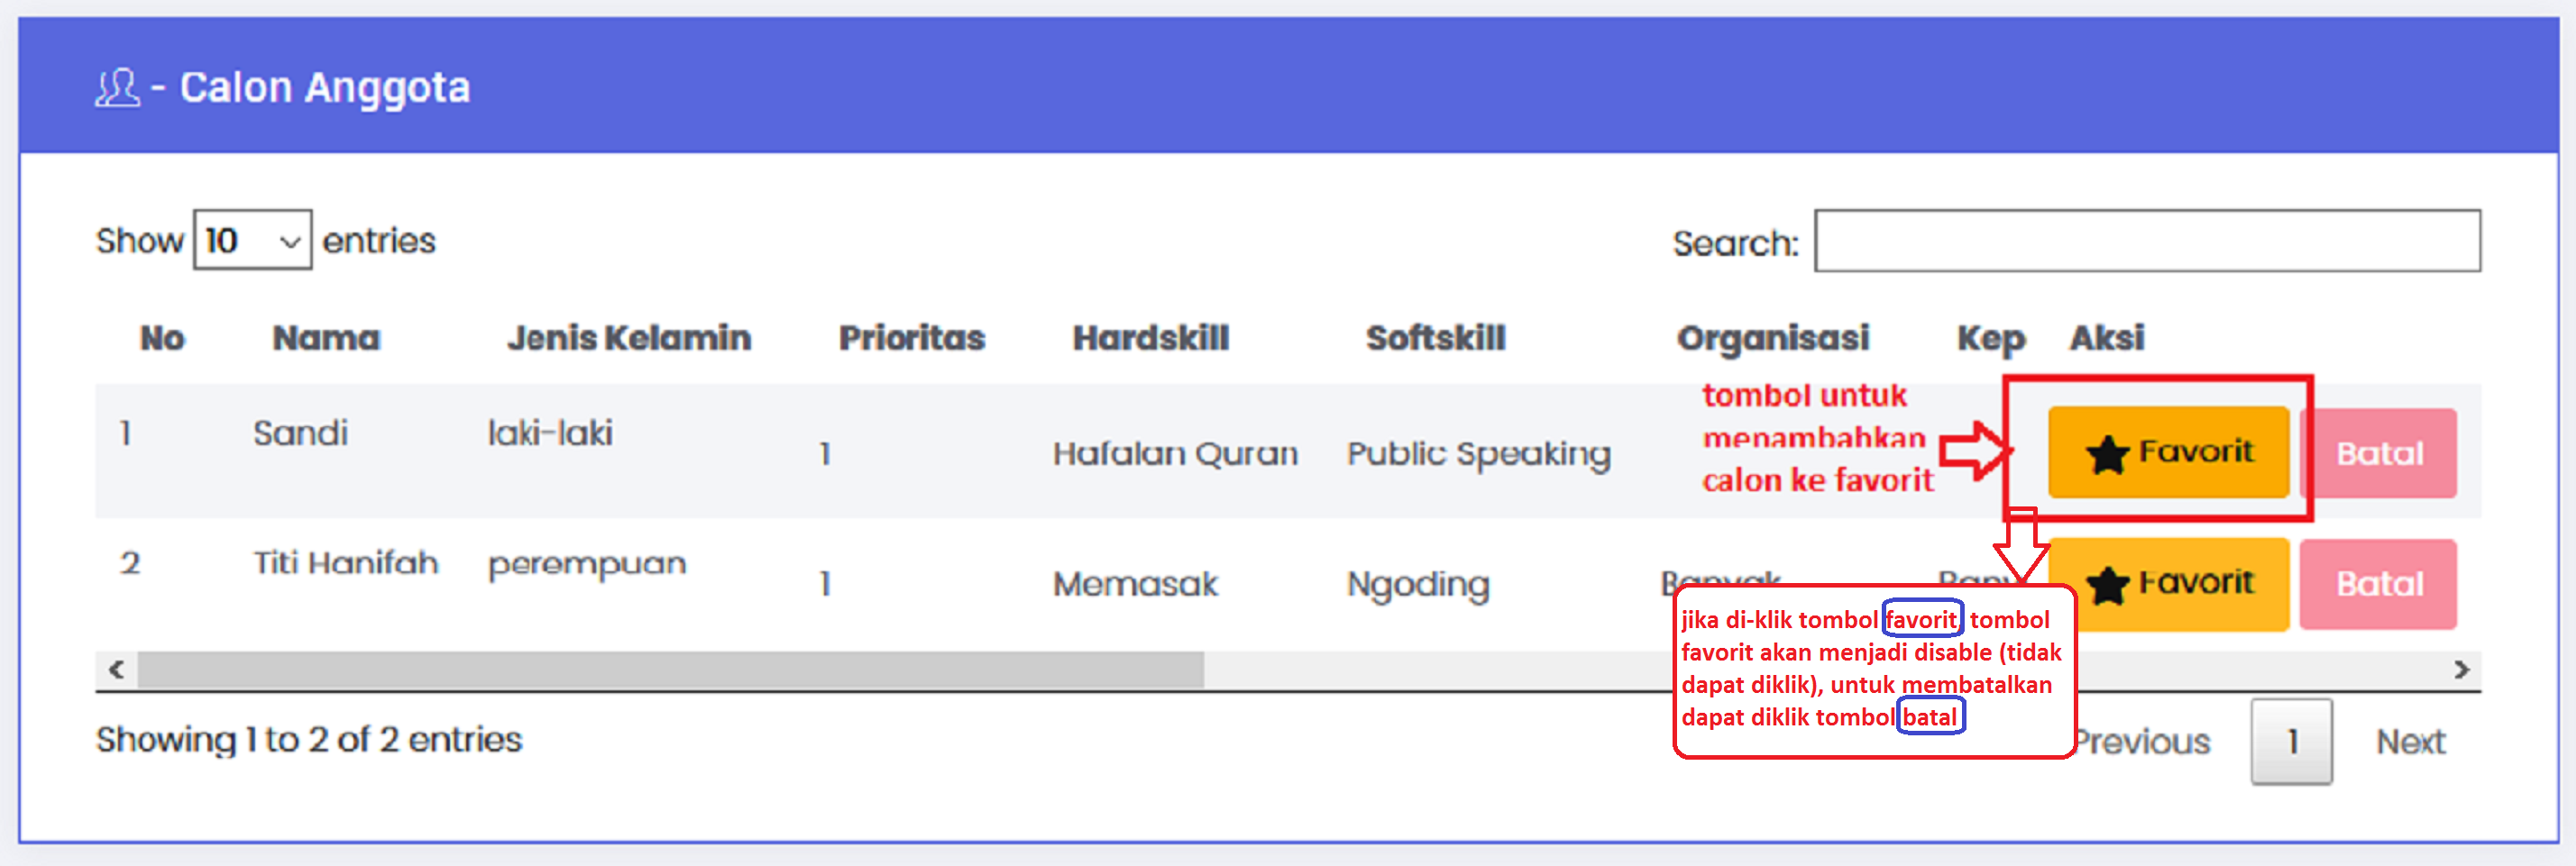 - Calon Anggota
Show 10 entries
Search:
No Nama Jenis Kelamin Prioritas Hardskill Softskill Organisasi Kep Aksi
1 Sandi laki-laki 1 Hafalan Quran Public Speaking Favorit Batal
tombol untuk
menambahkan
calon ke favorit
2 Titi Hanifah perempuan 1 Memasak Ngoding Banyak Favorit Batal
jika di-klik tombol favorit, tombol
favorit akan menjadi disable (tidak
dapat diklik), untuk membatalkan
dapat diklik tombol batal
Showing 1 to 2 of 2 entries
Previous 1 Next